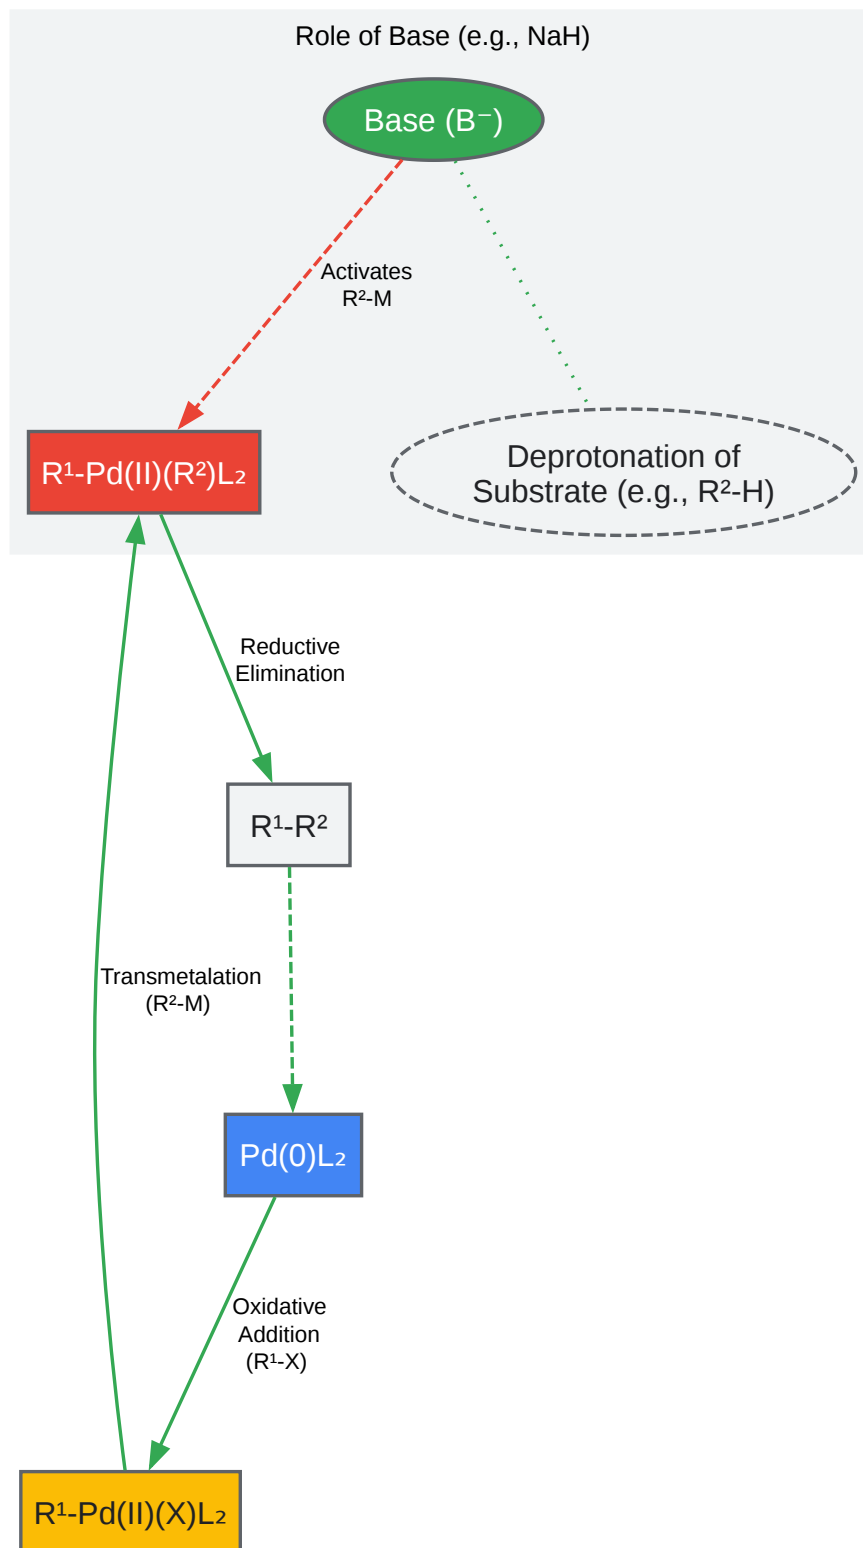 Role of Base (e.g., NaH)
Base (B⁻)
Activates
R²-M
R¹-Pd(II)(R²)L₂
Deprotonation of
Substrate (e.g., R²-H)
Reductive
Elimination
R¹-R²
Transmetalation
(R²-M)
Pd(0)L₂
Oxidative
Addition
(R¹-X)
R¹-Pd(II)(X)L₂